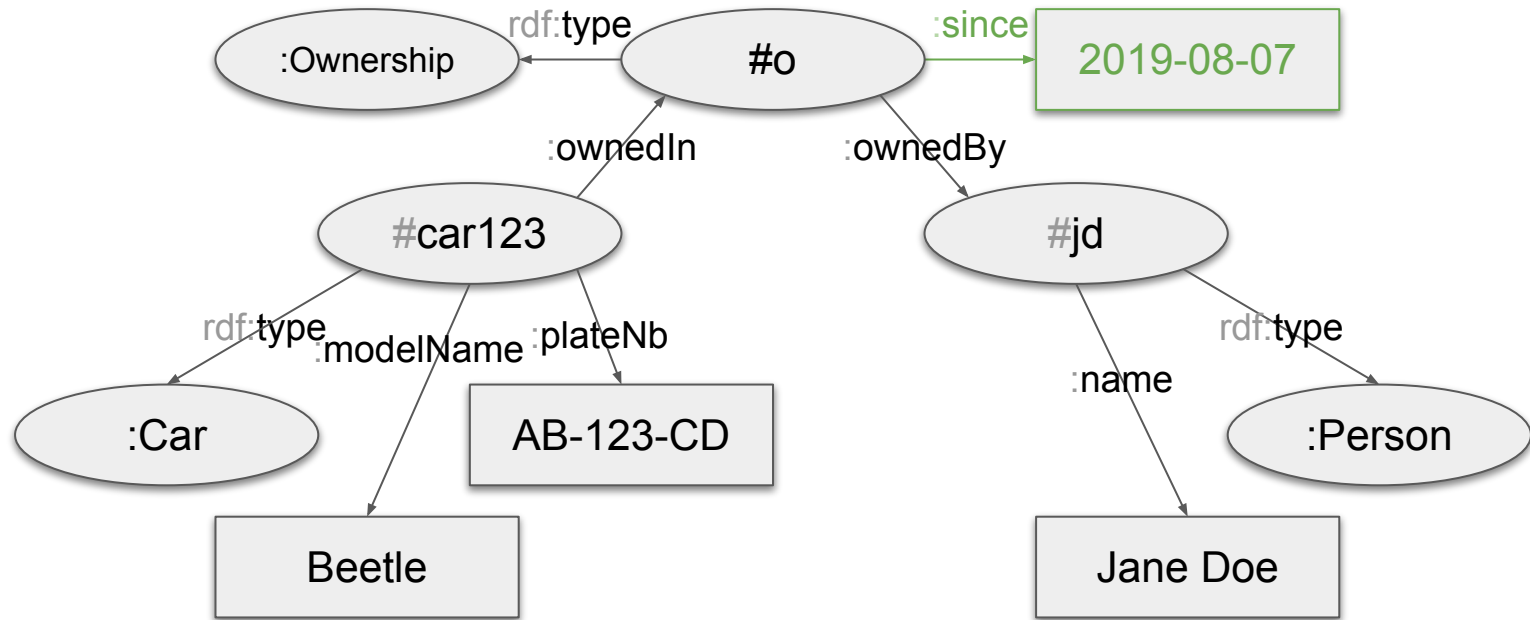 rdf:type
:since
:Ownership
#o
2019-08-07
:ownedIn
:ownedBy
#car123
#jd
rdf:type
:modelName
:plateNb
rdf:type
:name
:Car
AB-123-CD
:Person
Beetle
Jane Doe